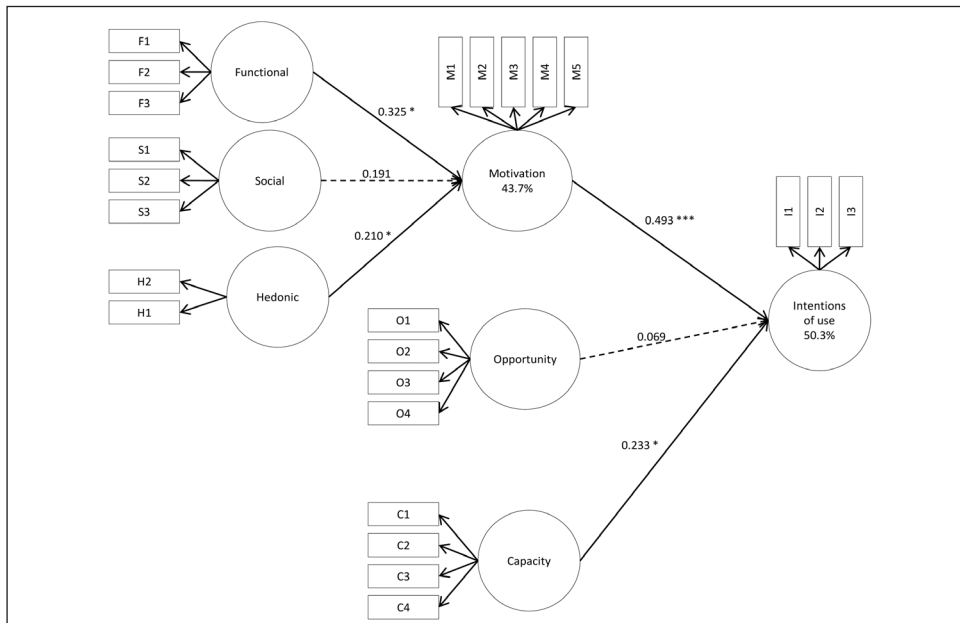 F1
F2
F3
Functional
0.325 *
S1
S2
S3
Social
0.191
H2
H1
Hedonic
0.210 *
M1
M2
M3
M4
M5
Motivation
43.7%
0.493 ***
O1
O2
O3
O4
Opportunity
0.069
C1
C2
C3
C4
Capacity
0.233 *
I1
I2
I3
Intentions
of use
50.3%